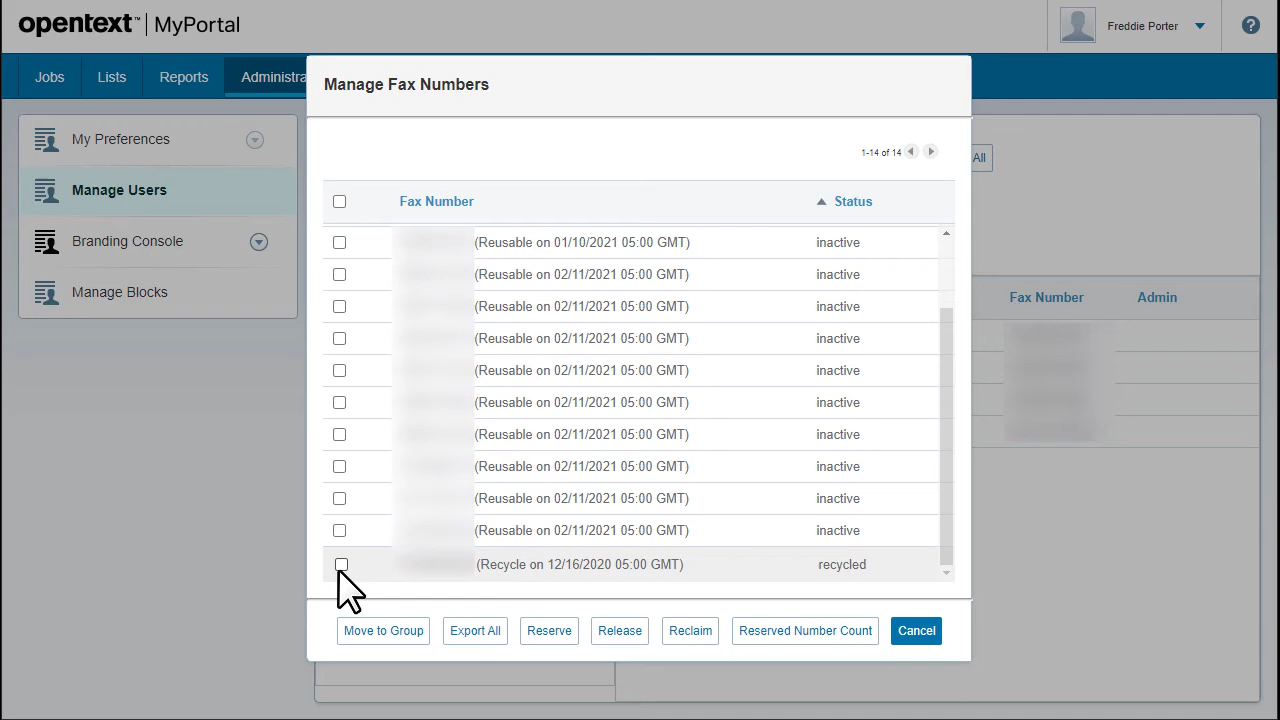 opentext™ | MyPortal
Freddie Porter
?
Jobs
Lists
Reports
Administra
My Preferences
Manage Users
Branding Console
Manage Blocks
Manage Fax Numbers
1-14 of 14
All
Fax Number Status
(Reusable on 01/10/2021 05:00 GMT) inactive
(Reusable on 02/11/2021 05:00 GMT) inactive
(Reusable on 02/11/2021 05:00 GMT) inactive
(Reusable on 02/11/2021 05:00 GMT) inactive
(Reusable on 02/11/2021 05:00 GMT) inactive
(Reusable on 02/11/2021 05:00 GMT) inactive
(Reusable on 02/11/2021 05:00 GMT) inactive
(Reusable on 02/11/2021 05:00 GMT) inactive
(Reusable on 02/11/2021 05:00 GMT) inactive
(Reusable on 02/11/2021 05:00 GMT) inactive
(Recycle on 12/16/2020 05:00 GMT) recycled
Fax Number Admin
Move to Group
Export All
Reserve
Release
Reclaim
Reserved Number Count
Cancel